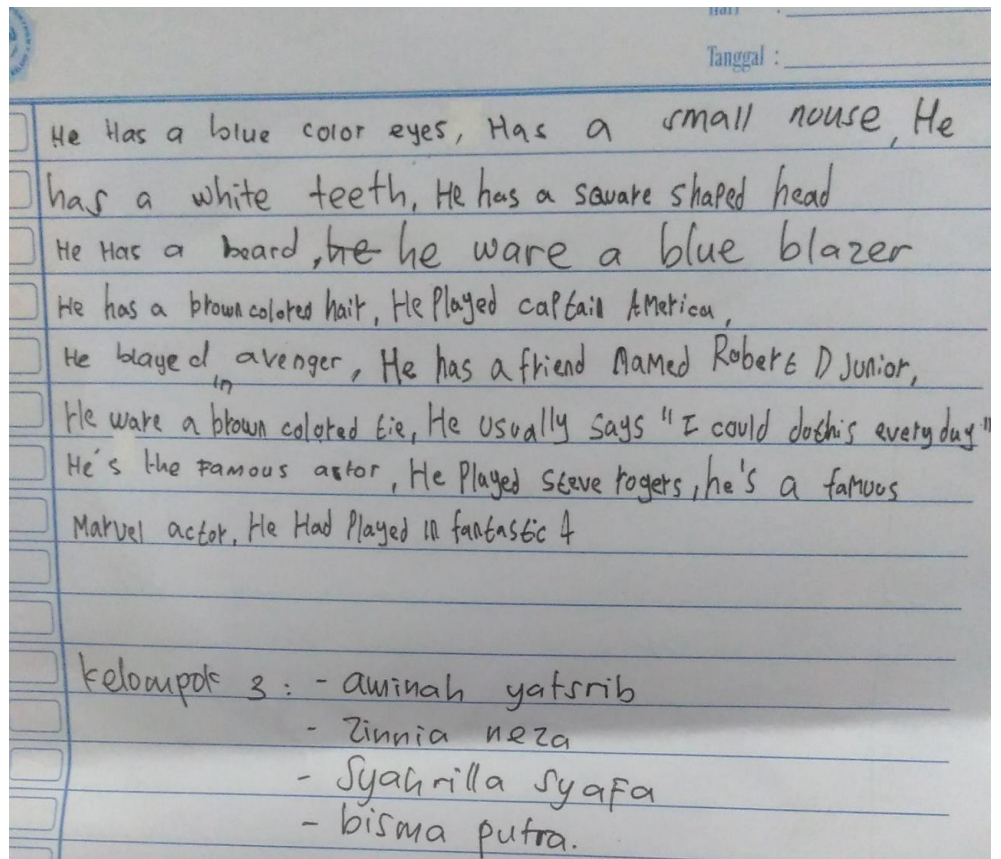 Hari :
Tanggal :
He Has a blue color eyes, Has a small nouse, He
has a white teeth, He has a square shaped head
He Has a beard, he he ware a blue blazer
He has a brown colored hair, He Played captain America,
He blayed in avenger, He has a friend Named Robert D Junior,
He ware a brown colored tie, He usually says "I could do this every day"
He's the Famous astor, He Played Steve rogers, he's a famuos
Marvel actor, He Had Played in fantastic 4
kelompok 3 : - aminah yatsrib
- Zinnia neza
- Syahrilla syafa
- bisma putra.